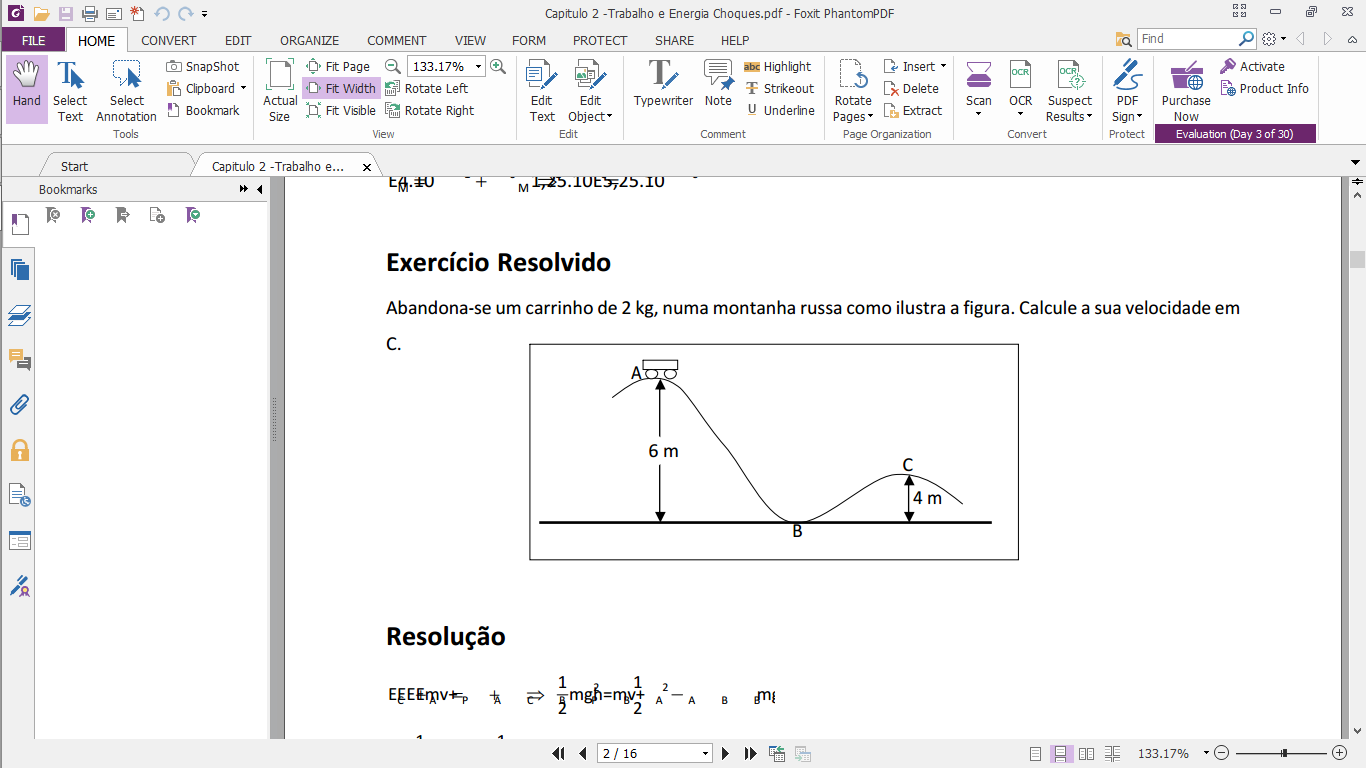 Capitulo 2 -Trabalho e Energia Choques.pdf - Foxit PhantomPDF
FILE HOME CONVERT EDIT ORGANIZE COMMENT VIEW FORM PROTECT SHARE HELP
Find
Hand
Select Text
Select Annotation
SnapShot
Clipboard
Bookmark
Tools
Actual Size
Fit Page
Fit Width
Fit Visible
133.17%
Rotate Left
Rotate Right
View
Edit Text
Edit Object
Edit
Typewriter
Note
abc Highlight
abc Strikeout
U Underline
Comment
Rotate Pages
Insert
Delete
Extract
Page Organization
Scan
OCR
OCR
OCR
Suspect Results
Convert
PDF Sign
Protect
Purchase Now
Activate
Product Info
Evaluation (Day 3 of 30)
Start
Capitulo 2 -Trabalho e...
Bookmarks
Exercício Resolvido
Abandona-se um carrinho de 2 kg, numa montanha russa como ilustra a figura. Calcule a sua velocidade em
C.
A
6 m
C
4 m
B
Resolução
2 / 16
133.17%